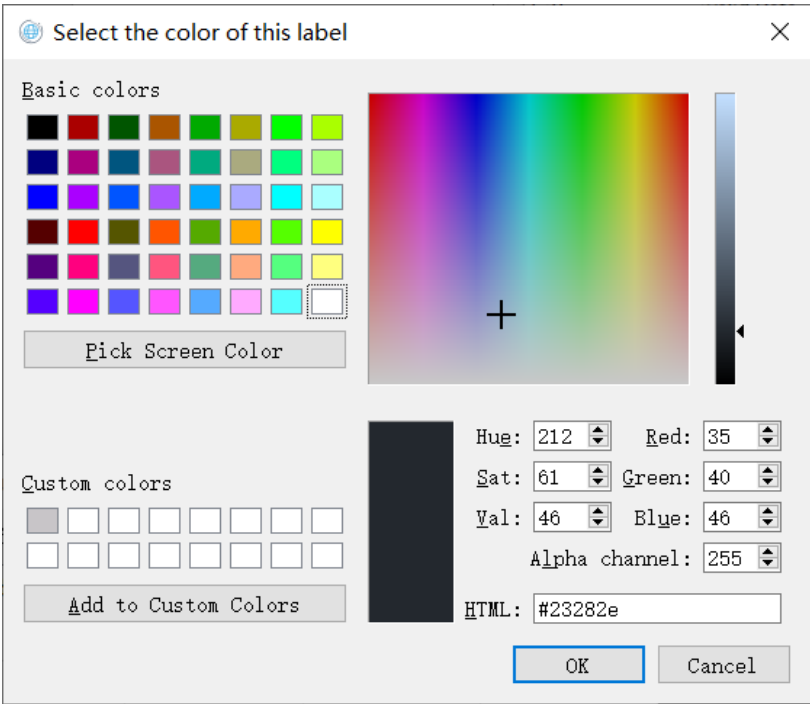 Select the color of this label
Basic colors
Pick Screen Color
Custom colors
Add to Custom Colors
Hue: 212 Red: 35
Sat: 61 Green: 40
Val: 46 Blue: 46
Alpha channel: 255
HTML: #23282e
OK Cancel